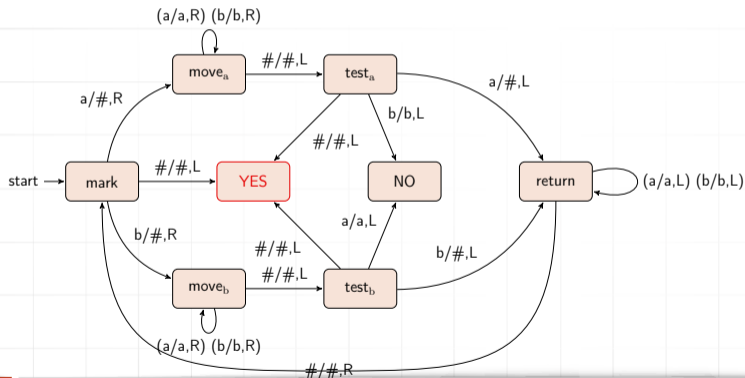 (a/a,R) (b/b,R)
#/#,L
move_a
test_a
a/#,L
a/#,R
b/b,L
#/#,L
#/#,L
start
mark
YES
NO
return
(a/a,L) (b/b,L)
a/a,L
b/#,R
#/#,L
b/#,L
#/#,L
move_b
test_b
(a/a,R) (b/b,R)
#/#,R